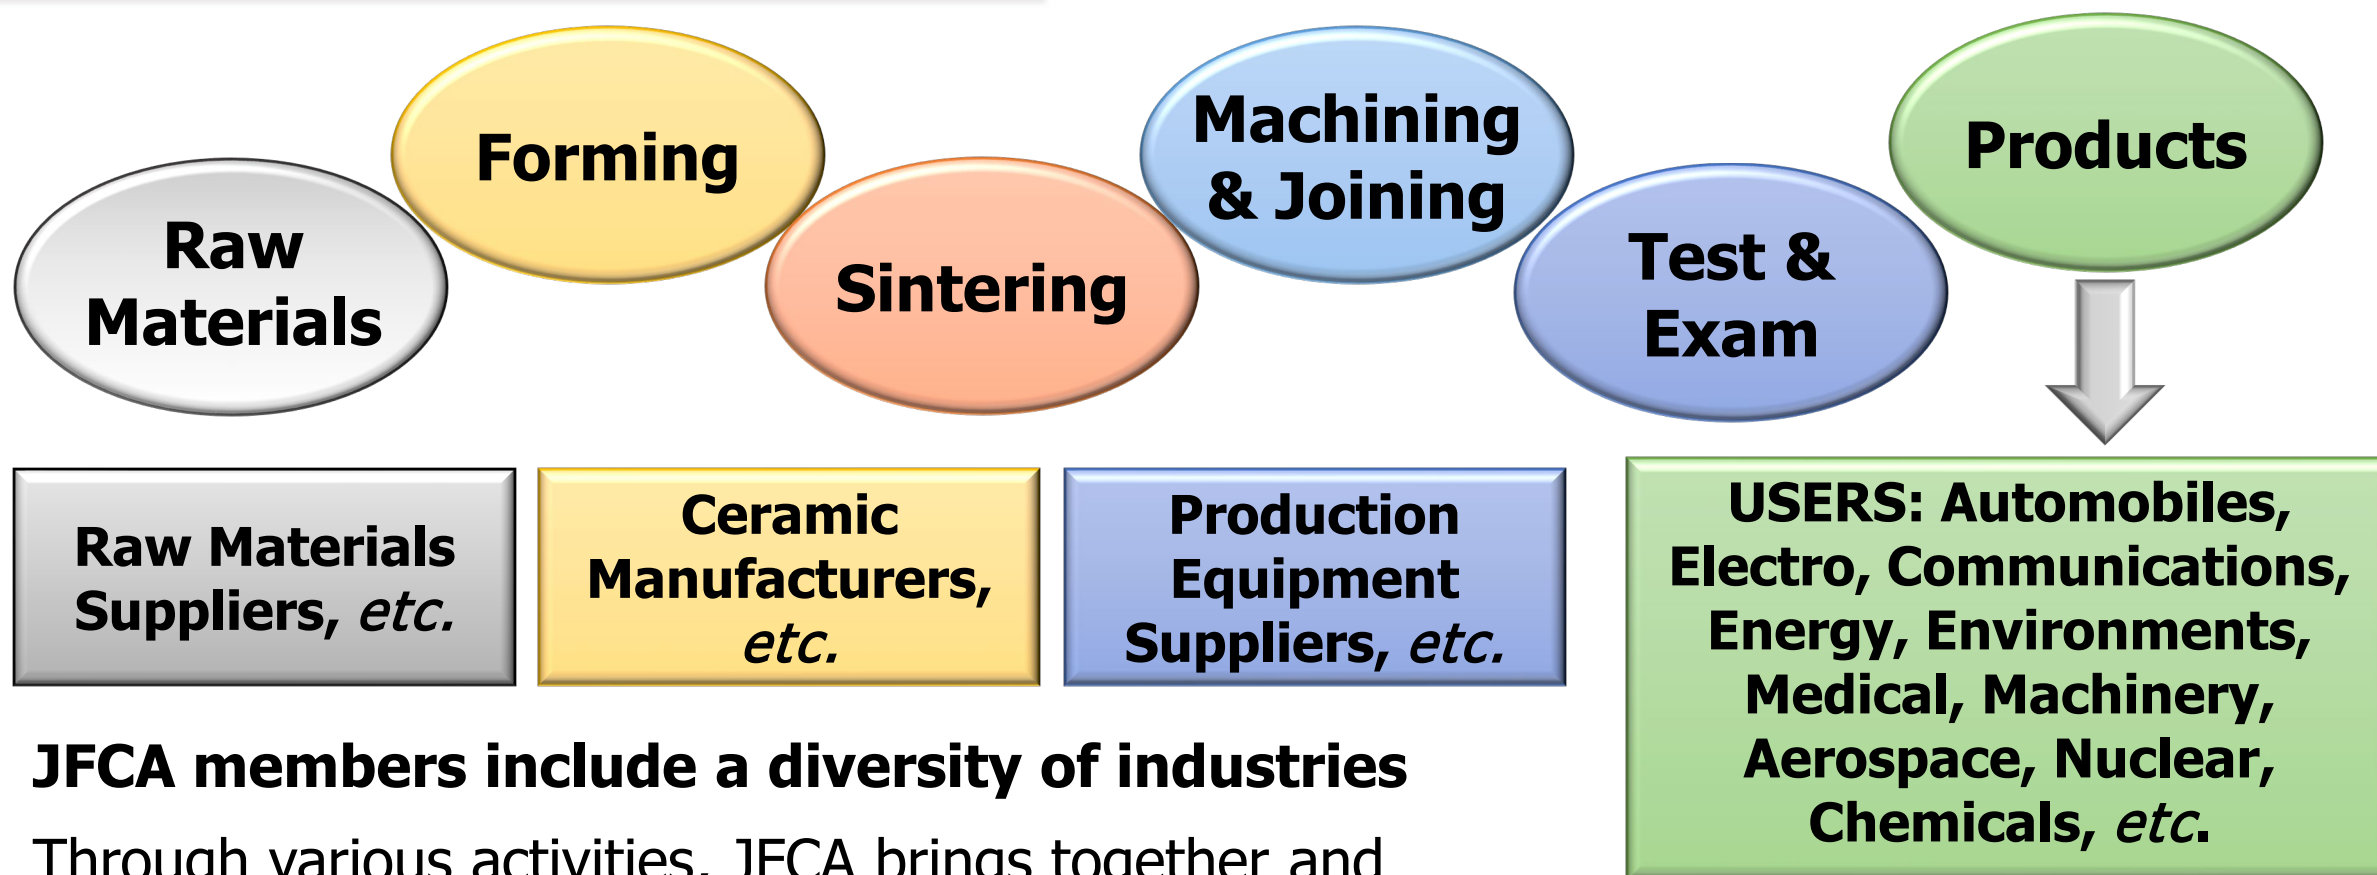 Raw
Materials
Forming
Sintering
Machining
& Joining
Test &
Exam
Products
Raw Materials
Suppliers, etc.
Ceramic
Manufacturers,
etc.
Production
Equipment
Suppliers, etc.
USERS: Automobiles,
Electro, Communications,
Energy, Environments,
Medical, Machinery,
Aerospace, Nuclear,
Chemicals, etc.
JFCA members include a diversity of industries
Through various activities, JFCA brings together and